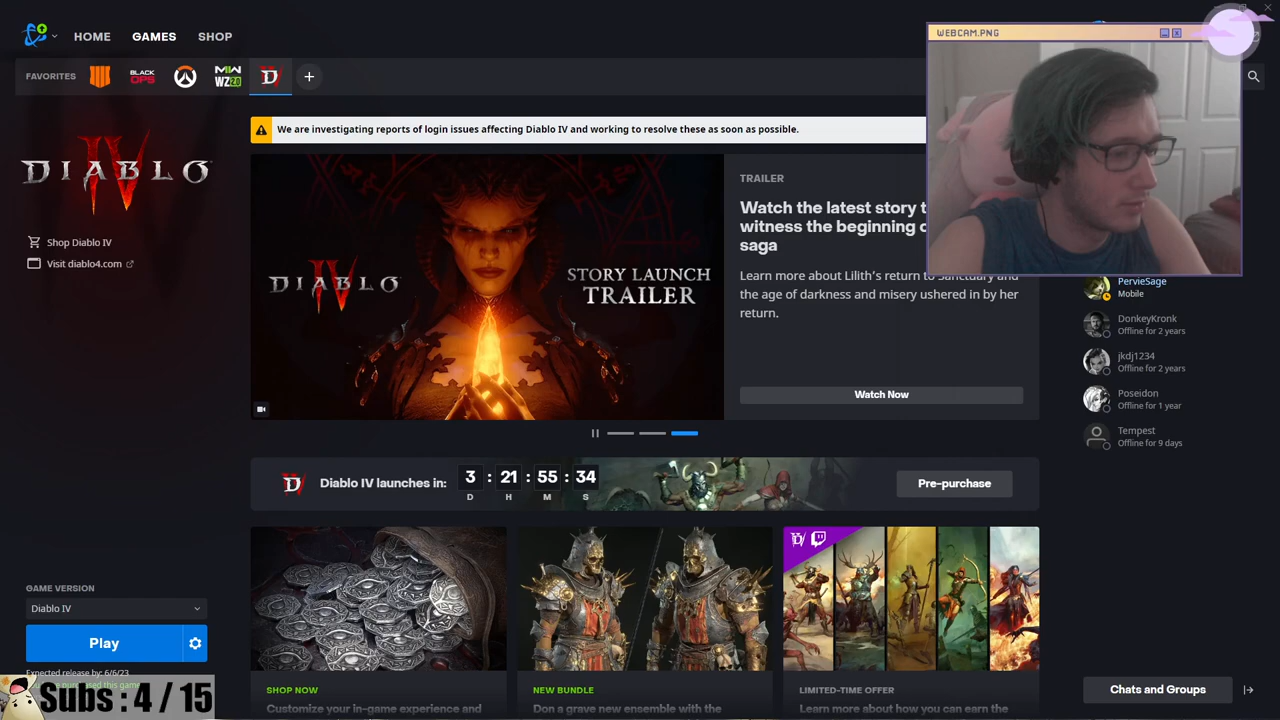 HOME
GAMES
SHOP
WEBCAM.PNG
FAVORITES
BLACK OPS
MW
WZ 2.0
D
DIABLO
IV
Shop Diablo IV
Visit diablo4.com
We are investigating reports of login issues affecting Diablo IV and working to resolve these as soon as possible.
DIABLO
IV
STORY LAUNCH
TRAILER
TRAILER
Watch the latest story t
witness the beginning o
saga
Learn more about Lilith's return to Sanctuary and
the age of darkness and misery ushered in by her
return.
Watch Now
PervieSage
Mobile
DonkeyKronk
Offline for 2 years
jkdj1234
Offline for 2 years
Poseidon
Offline for 1 year
Tempest
Offline for 9 days
Diablo IV launches in:
3 : 21 : 55 : 34
D H M S
Pre-purchase
GAME VERSION
Diablo IV
Play
Expected release by: 6/6/23
purchased this game
Subs : 4 / 15
SHOP NOW
Customize your in-game experience and
NEW BUNDLE
Don a grave new ensemble with the
LIMITED-TIME OFFER
Learn more about how you can earn the
Chats and Groups